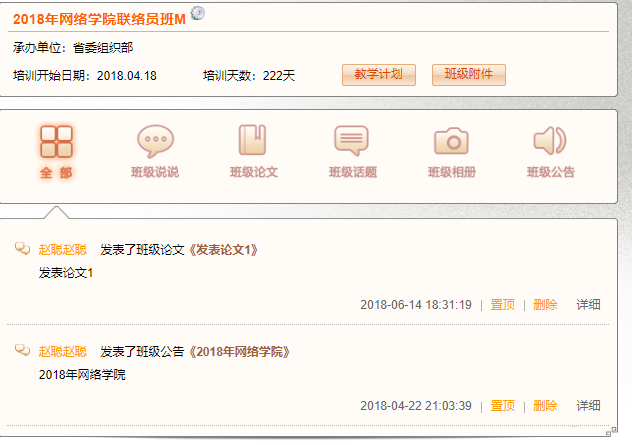 2018年网络学院联络员班M
承办单位：省委组织部
培训开始日期：2018.04.18 培训天数：222天 教学计划 班级附件
全 部 班级说说 班级论文 班级话题 班级相册 班级公告
赵聪赵聪 发表了班级论文《发表论文1》
发表论文1
2018-06-14 18:31:19 | 置顶 | 删除 详细
赵聪赵聪 发表了班级公告《2018年网络学院》
2018年网络学院
2018-04-22 21:03:39 | 置顶 | 删除 详细